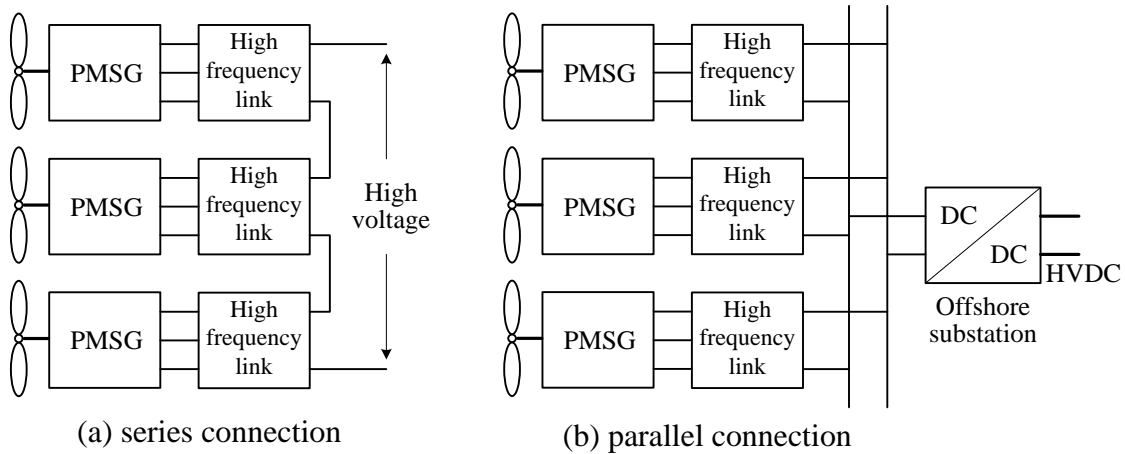 PMSG
High
frequency
link
PMSG
High
frequency
link
PMSG
High
frequency
link
High
voltage
(a) series connection
PMSG
High
frequency
link
PMSG
High
frequency
link
PMSG
High
frequency
link
DC
DC
HVDC
Offshore
substation
(b) parallel connection